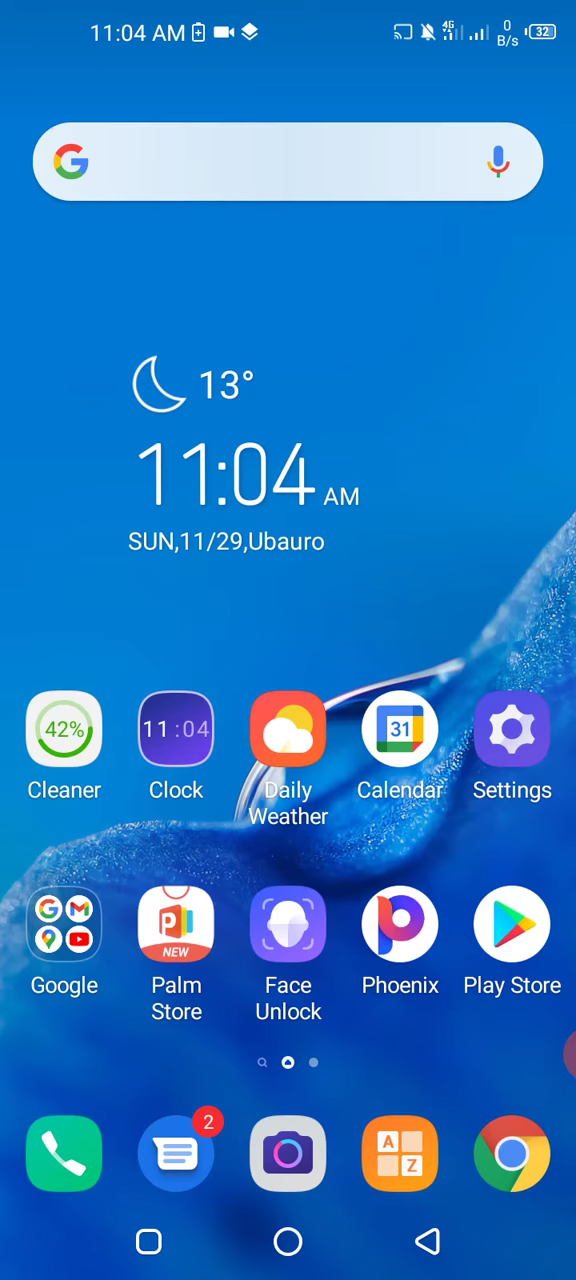 11:04 AM
4G
0
B/s
32
13°
11:04 AM
SUN,11/29,Ubauro
42%
11:04
31
Cleaner
Clock
Daily
Weather
Calendar
Settings
NEW
Google
Palm
Store
Face
Unlock
Phoenix
Play Store
2
A
Z